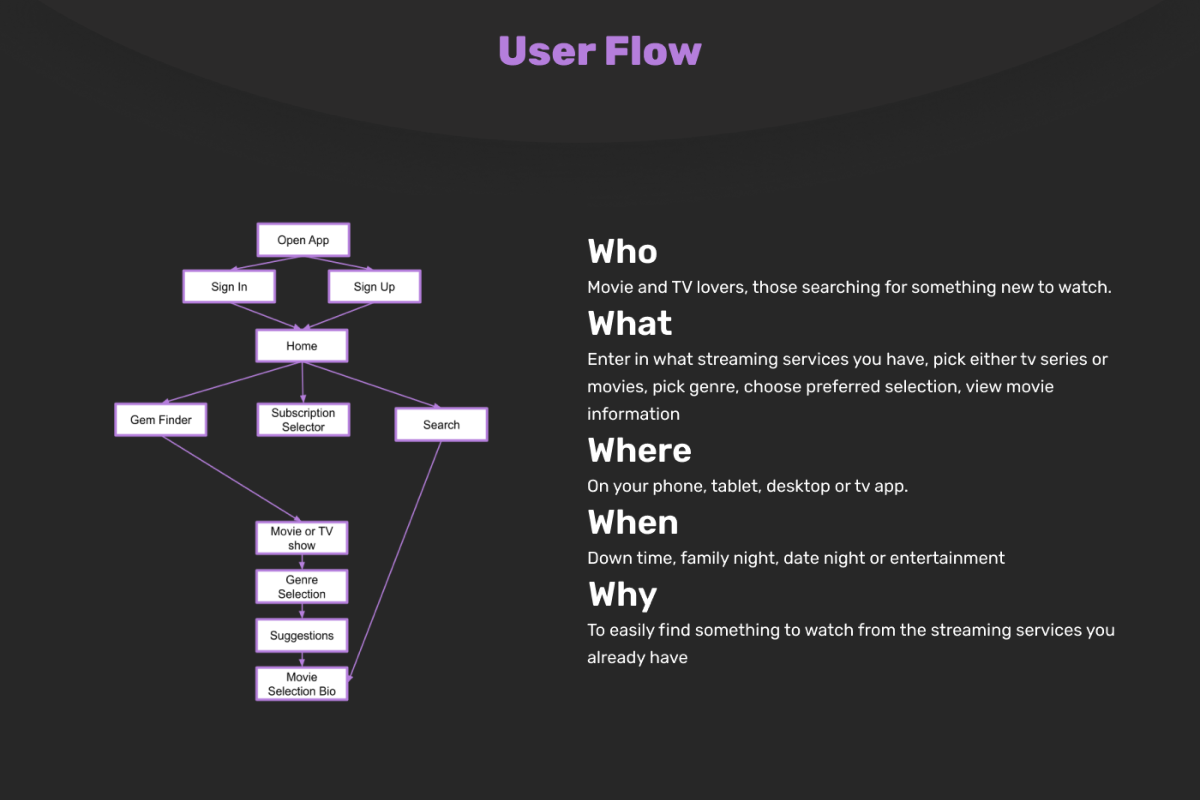 User Flow
Open App
Sign In
Sign Up
Home
Gem Finder
Subscription
Selector
Search
Movie or TV
show
Genre
Selection
Suggestions
Movie
Selection Bio
Who
Movie and TV lovers, those searching for something new to watch.
What
Enter in what streaming services you have, pick either tv series or
movies, pick genre, choose preferred selection, view movie
information
Where
On your phone, tablet, desktop or tv app.
When
Down time, family night, date night or entertainment
Why
To easily find something to watch from the streaming services you
already have